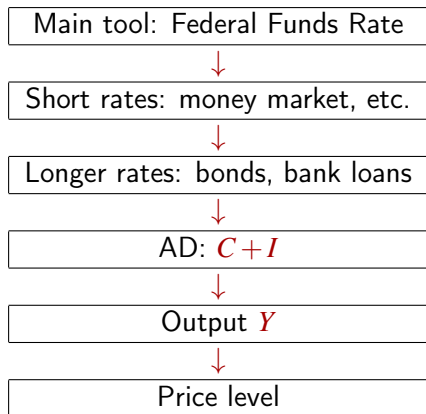 Main tool: Federal Funds Rate
↓
Short rates: money market, etc.
↓
Longer rates: bonds, bank loans
↓
AD: C + I
↓
Output Y
↓
Price level